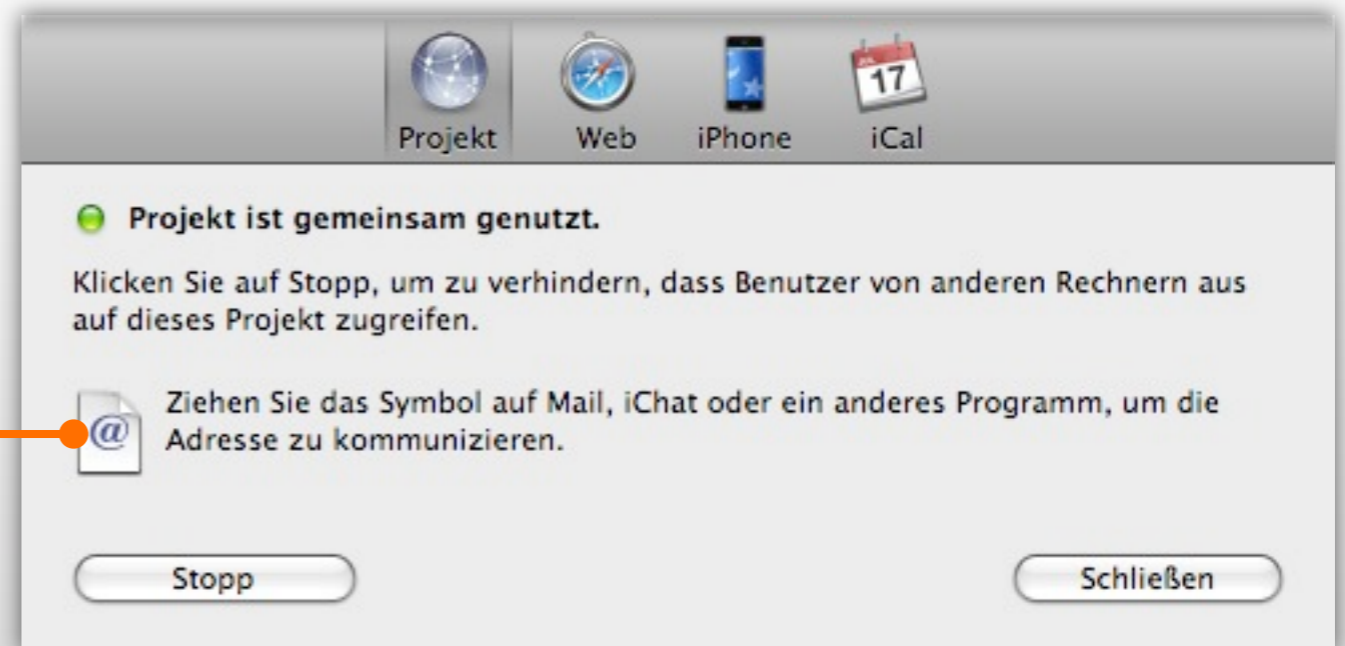 17
Projekt Web iPhone iCal
Projekt ist gemeinsam genutzt.
Klicken Sie auf Stopp, um zu verhindern, dass Benutzer von anderen Rechnern aus
auf dieses Projekt zugreifen.
@
Ziehen Sie das Symbol auf Mail, iChat oder ein anderes Programm, um die
Adresse zu kommunizieren.
Stopp Schließen